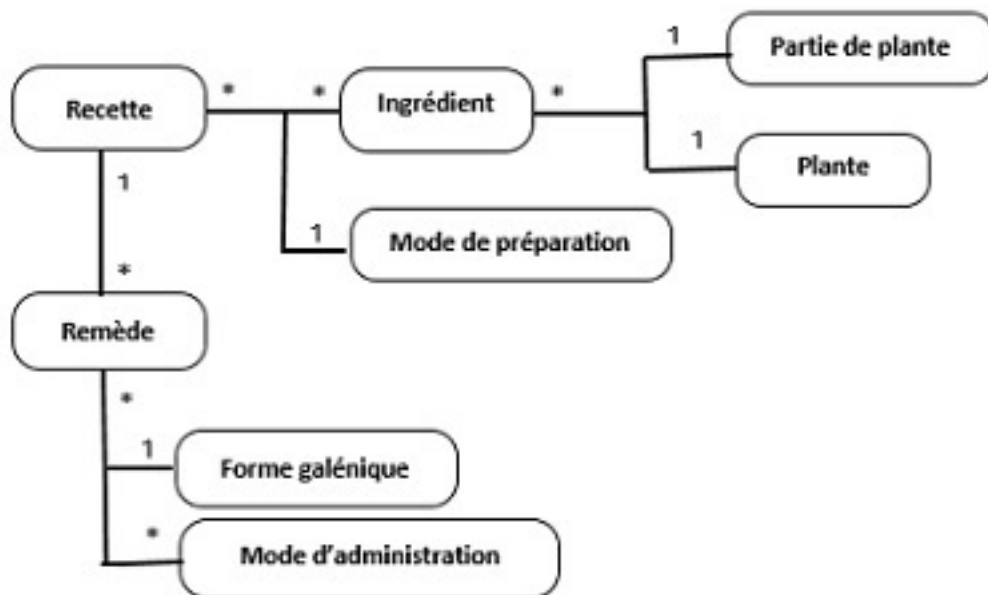 1
Partie de plante
Recette
*
*
Ingrédient
*
1
Plante
1
1
Mode de préparation
*
Remède
*
1
Forme galénique
*
Mode d'administration